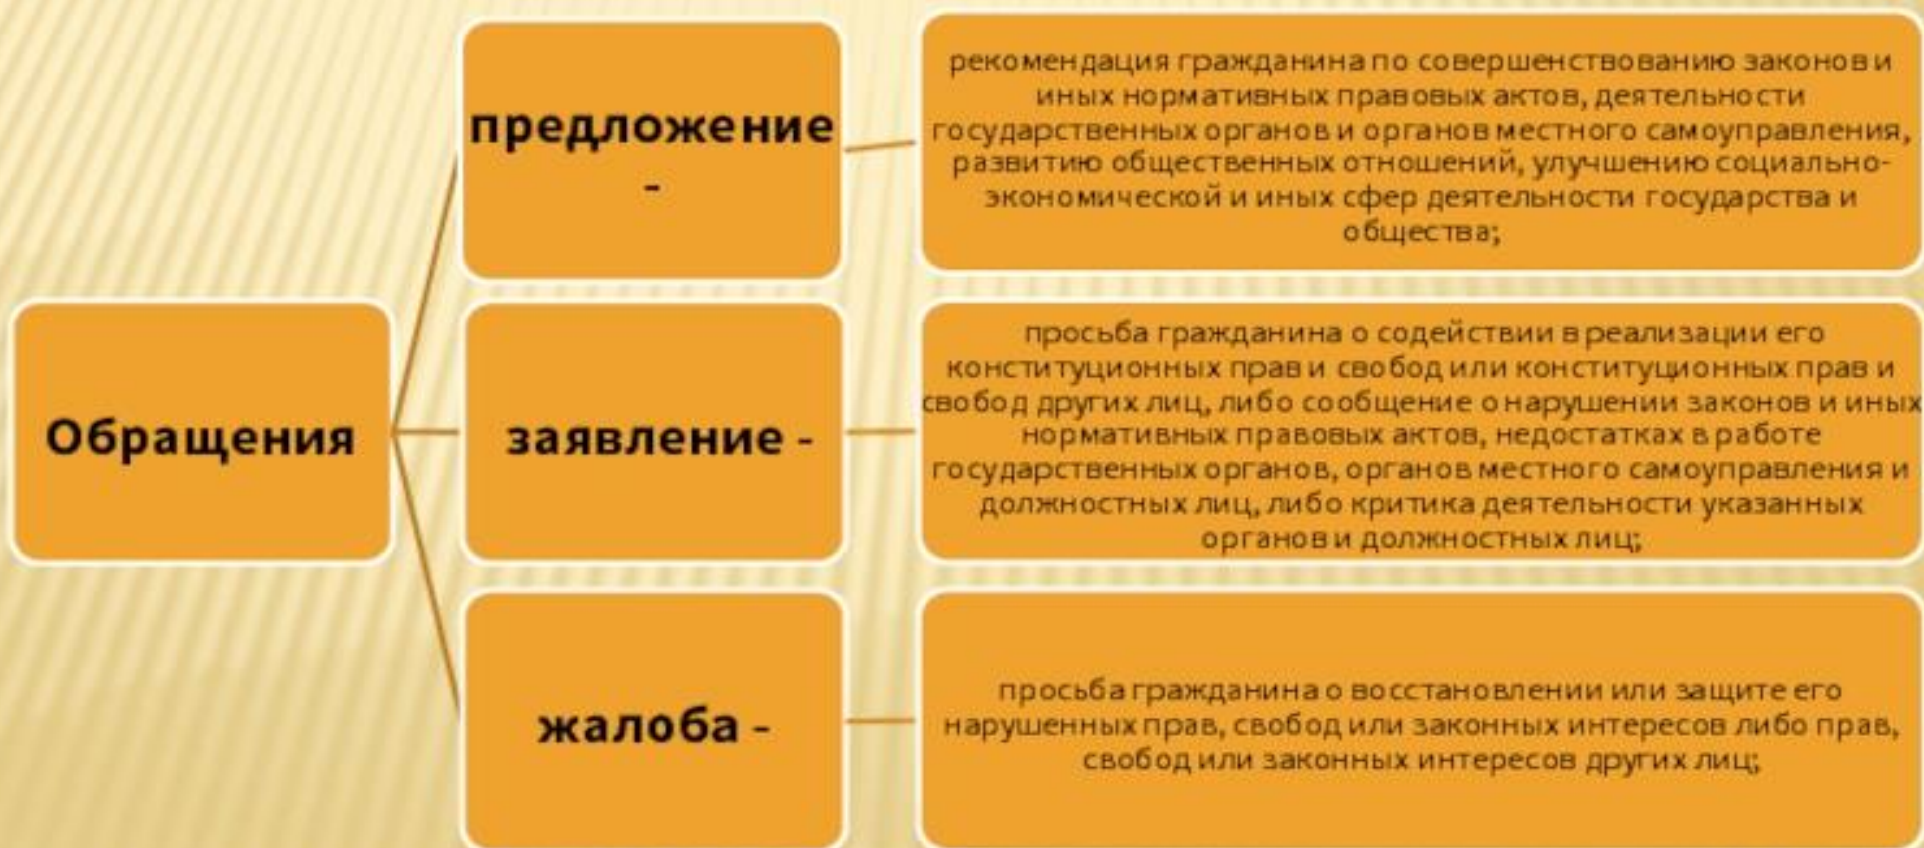 Обращения
предложение
-
рекомендация гражданина по совершенствованию законов и
иных нормативных правовых актов, деятельности
государственных органов и органов местного самоуправления,
развитию общественных отношений, улучшению социально-
экономической и иных сфер деятельности государства и
общества;
заявление -
просьба гражданина о содействии в реализации его
конституционных прав и свобод или конституционных прав и
свобод других лиц, либо сообщение о нарушении законов и иных
нормативных правовых актов, недостатках в работе
государственных органов, органов местного самоуправления и
должностных лиц, либо критика деятельности указанных
органов и должностных лиц;
жалоба -
просьба гражданина о восстановлении или защите его
нарушенных прав, свобод или законных интересов либо прав,
свобод или законных интересов других лиц;